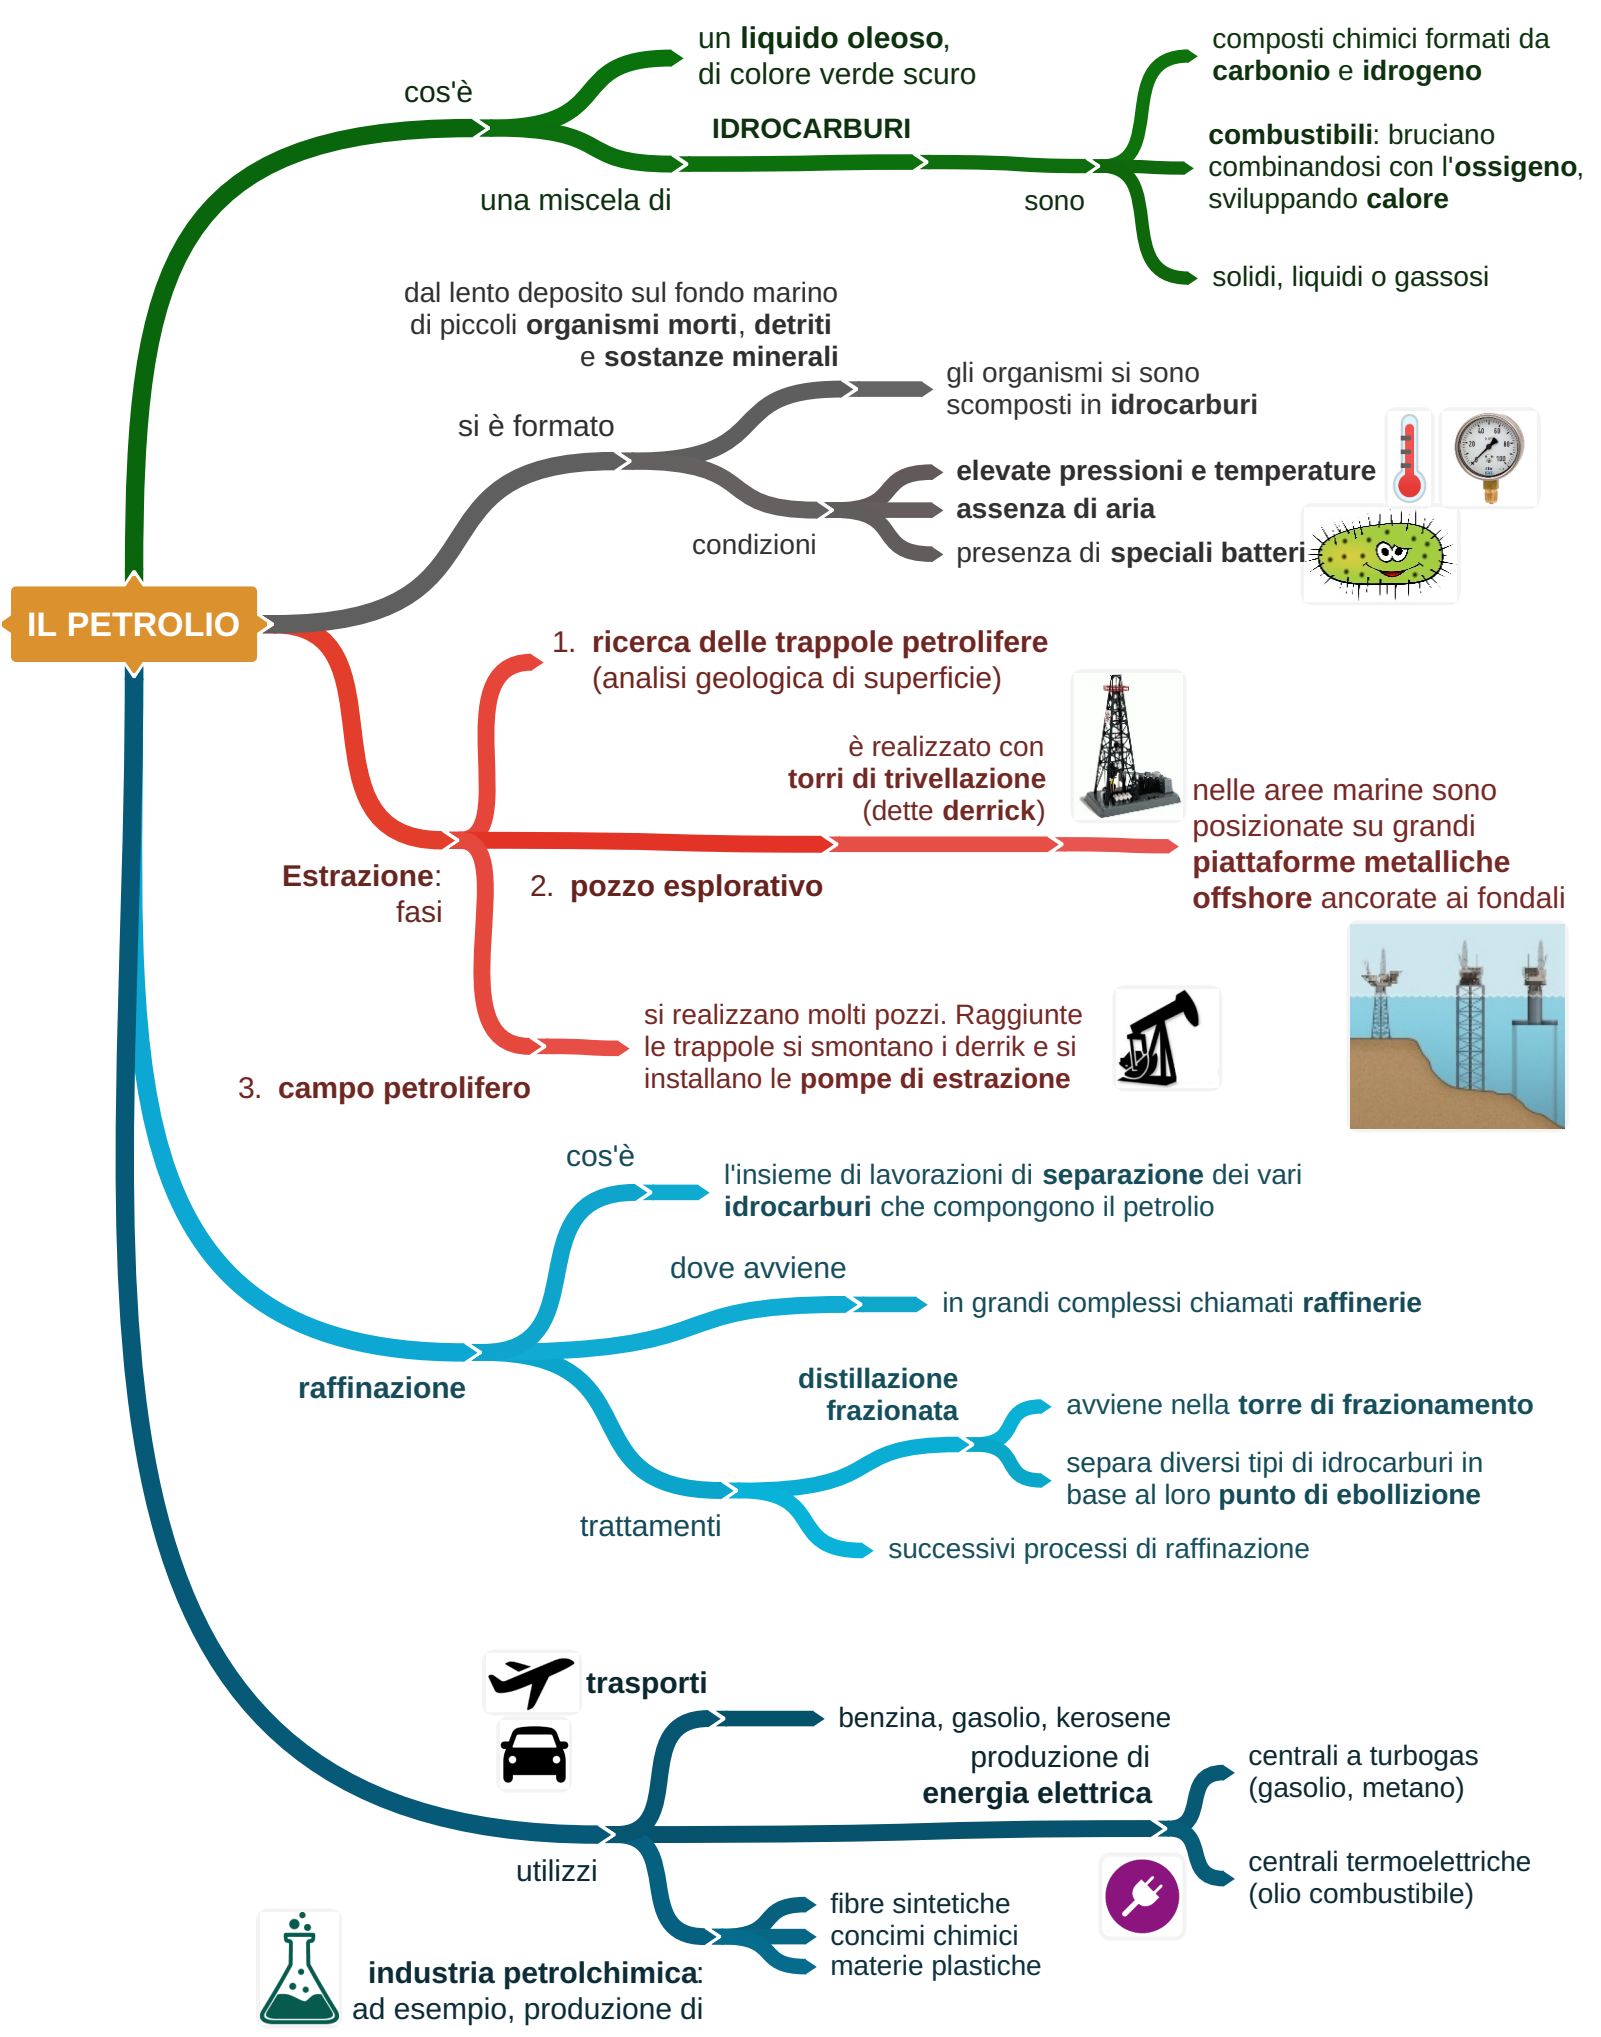 cos'è
un liquido oleoso,
di colore verde scuro
una miscela di
IDROCARBURI
sono
composti chimici formati da
carbonio e idrogeno
combustibili: bruciano
combinandosi con l'ossigeno,
sviluppando calore
solidi, liquidi o gassosi
IL PETROLIO
si è formato
dal lento deposito sul fondo marino
di piccoli organismi morti, detriti
e sostanze minerali
gli organismi si sono
scomposti in idrocarburi
condizioni
elevate pressioni e temperature
assenza di aria
presenza di speciali batteri
Estrazione:
fasi
1. ricerca delle trappole petrolifere
(analisi geologica di superficie)
2. pozzo esplorativo
è realizzato con
torri di trivellazione
(dette derrick)
nelle aree marine sono
posizionate su grandi
piattaforme metalliche
offshore ancorate ai fondali
3. campo petrolifero
si realizzano molti pozzi. Raggiunte
le trappole si smontano i derrik e si
installano le pompe di estrazione
raffinazione
cos'è
l'insieme di lavorazioni di separazione dei vari
idrocarburi che compongono il petrolio
dove avviene
in grandi complessi chiamati raffinerie
trattamenti
distillazione
frazionata
avviene nella torre di frazionamento
separa diversi tipi di idrocarburi in
base al loro punto di ebollizione
successivi processi di raffinazione
utilizzi
trasporti
benzina, gasolio, kerosene
produzione di
energia elettrica
centrali a turbogas
(gasolio, metano)
centrali termoelettriche
(olio combustibile)
industria petrolchimica:
ad esempio, produzione di
fibre sintetiche
concimi chimici
materie plastiche